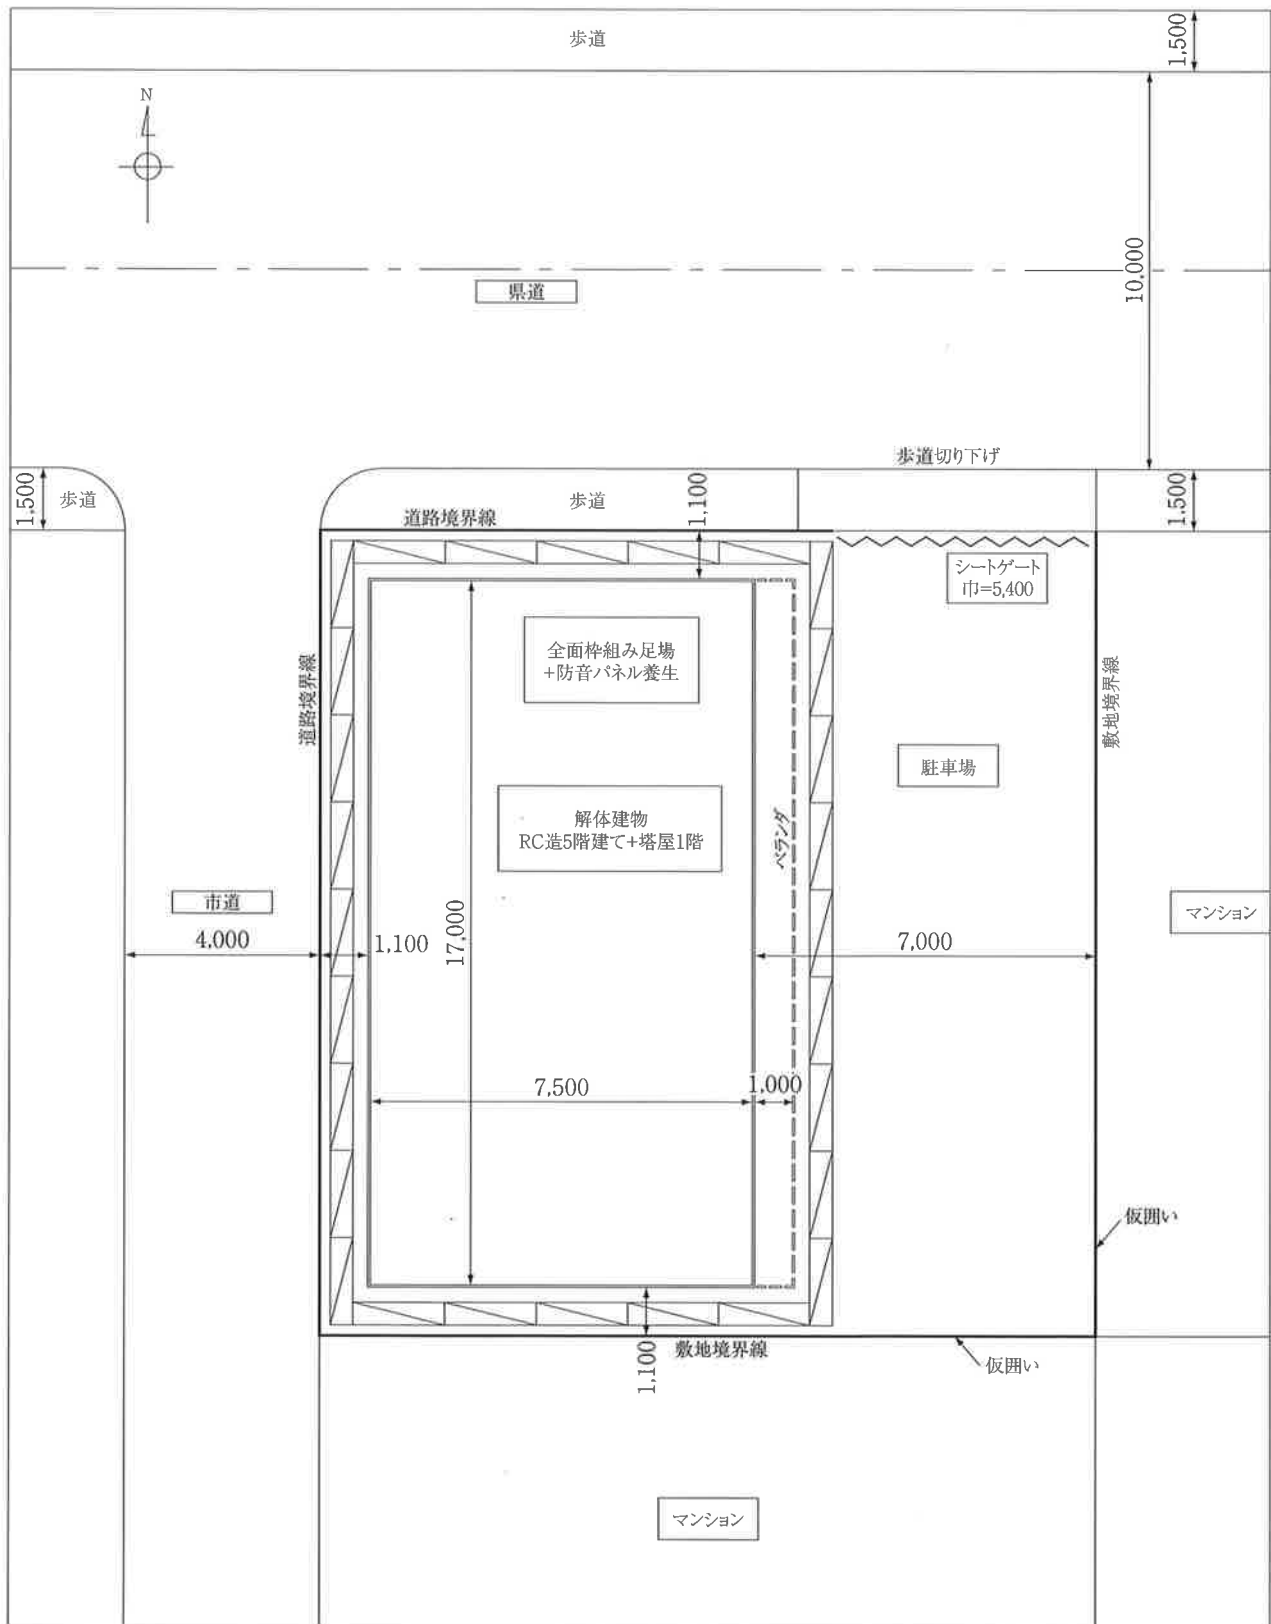 歩道
1,500
N
10,000
県道
歩道切り下げ
1,500
歩道
歩道
1,100
1,500
道路境界線
シートゲート
巾=5,400
全面枠組み足場
+防音パネル養生
道路境界線
敷地境界線
駐車場
解体建物
RC造5階建て+塔屋1階
ベランダ
市道
マンション
4,000
1,100
17,000
7,000
7,500
1,000
仮囲い
敷地境界線
1,100
仮囲い
マンション